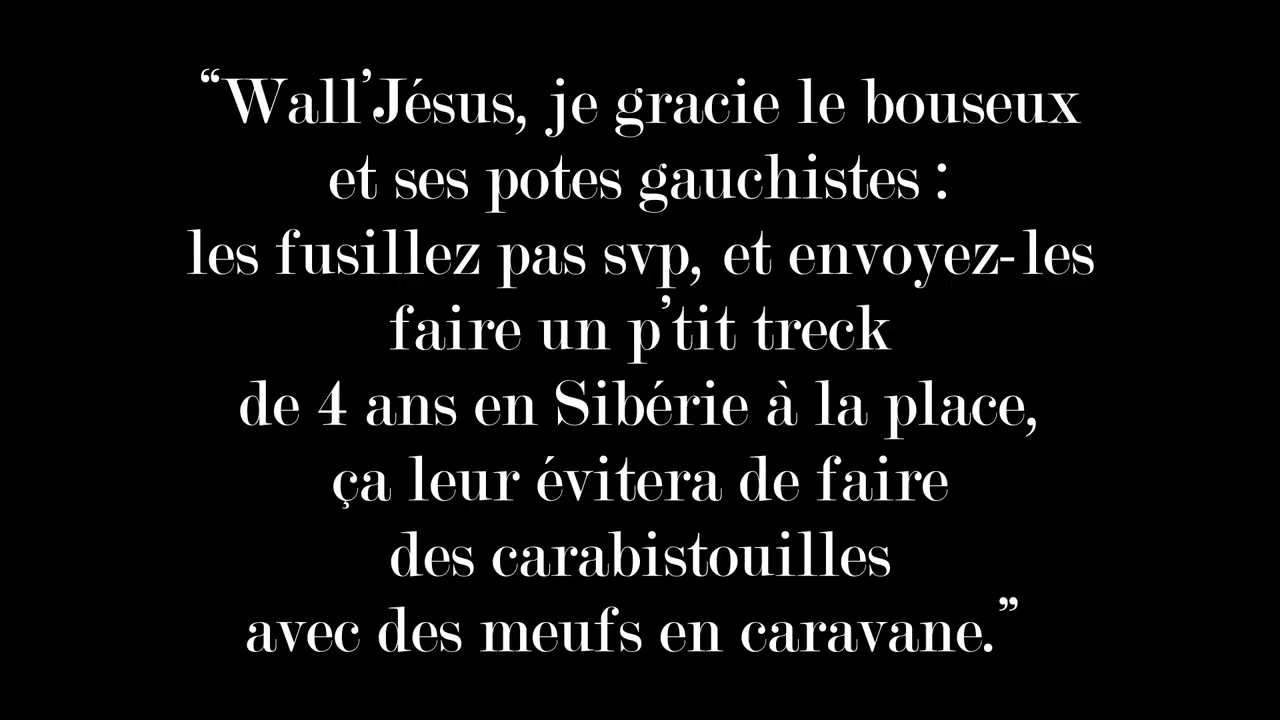 “Wall’Jésus, je gracie le bouseux
et ses potes gauchistes :
les fusillez pas svp, et envoyez-les
faire un p’tit treck
de 4 ans en Sibérie à la place,
ça leur évitera de faire
des carabistouilles
avec des meufs en caravane.”